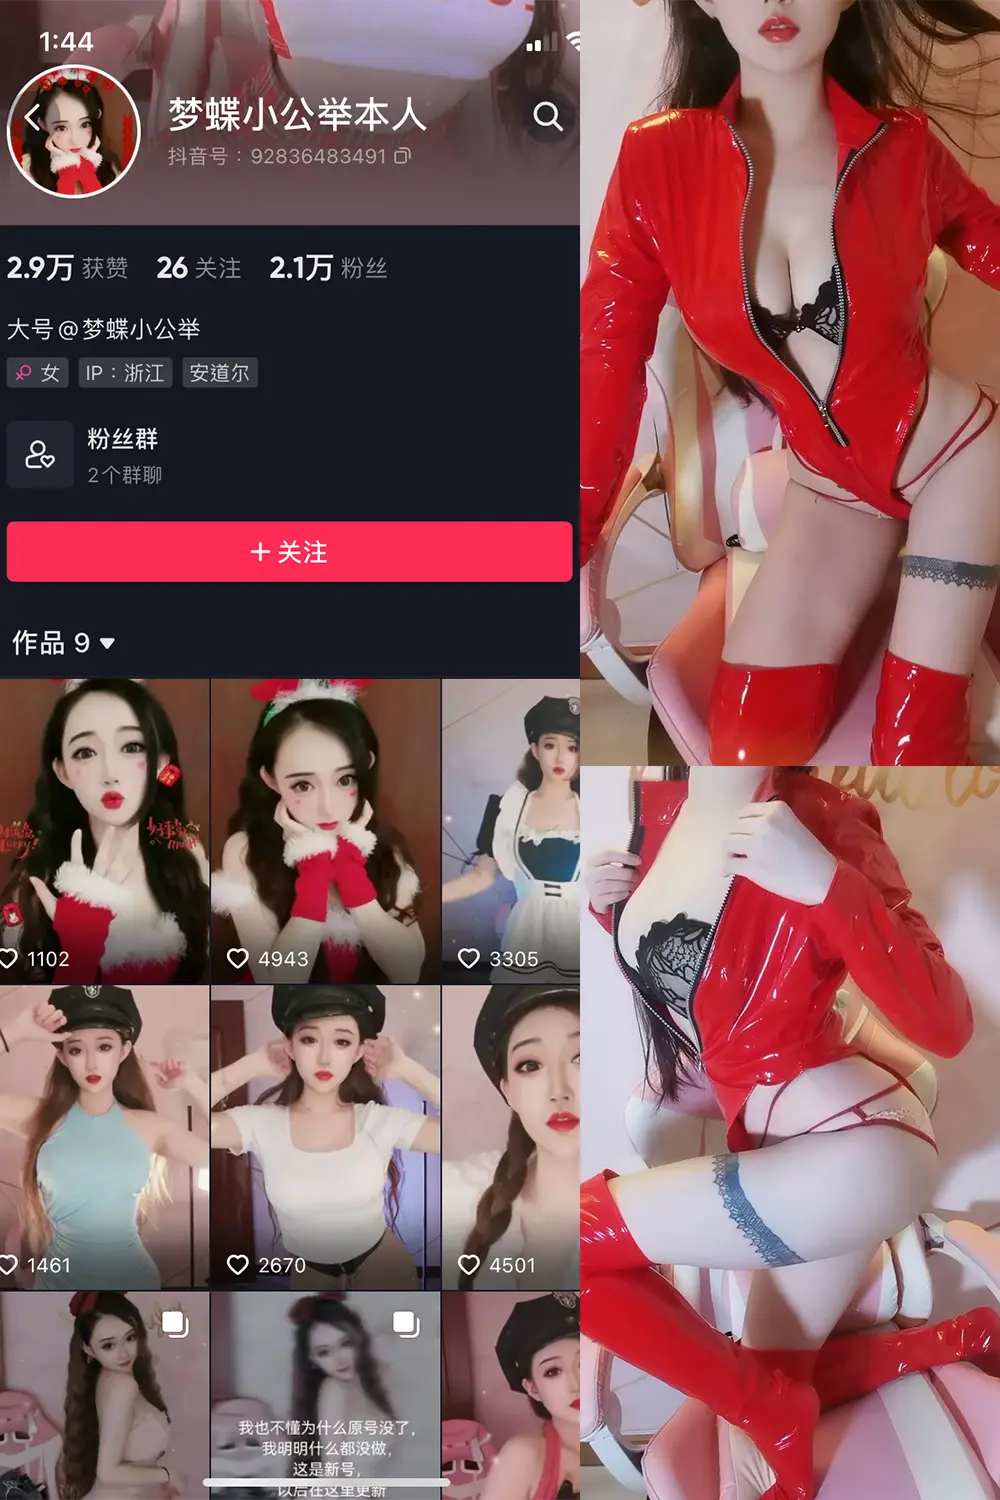 1:44
梦蝶小公举本人
抖音号：92836483491
2.9万 获赞 26 关注 2.1万 粉丝
大号@梦蝶小公举
女 IP：浙江 安道尔
粉丝群
2个群聊
+ 关注
作品 9
1102
4943
3305
1461
2670
4501
我也不懂为什么原号没了，
我明明什么都没做，
这是新号，
以后在这里更新